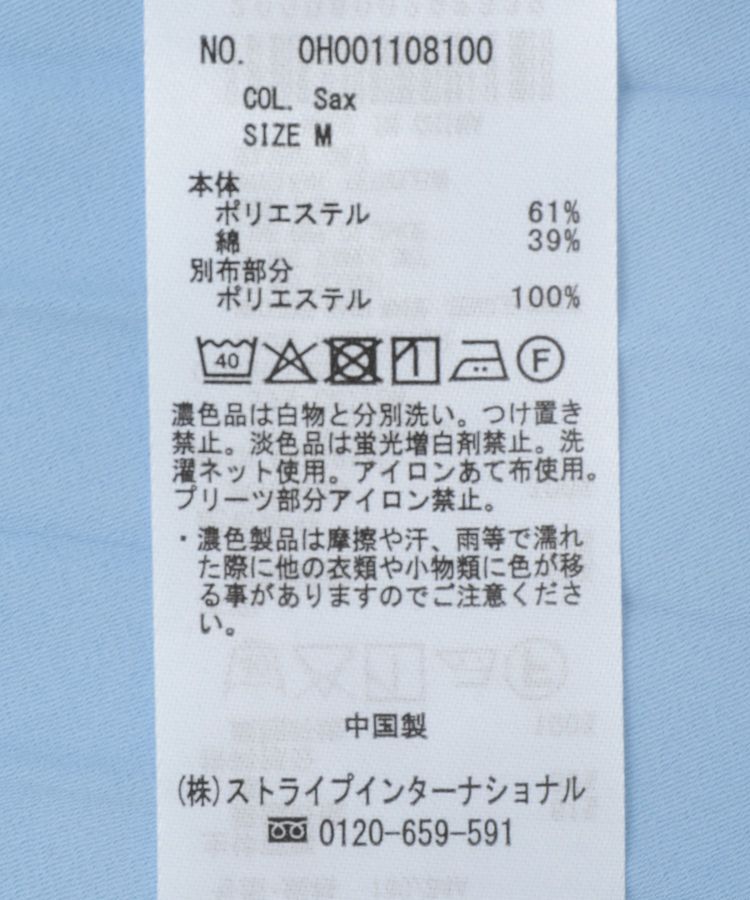 NO. 0H001108100
COL. Sax
SIZE M
本体
ポリエステル 61%
綿 39%
別布部分
ポリエステル 100%
40 F
濃色品は白物と分別洗い。つけ置き
禁止。淡色品は蛍光増白剤禁止。洗
濯ネット使用。アイロンあて布使用。
プリーツ部分アイロン禁止。
・濃色製品は摩擦や汗、雨等で濡れ
た際に他の衣類や小物類に色が移
る事がありますのでご注意くださ
い。
中国製
(株)ストライプインターナショナル
0120-659-591